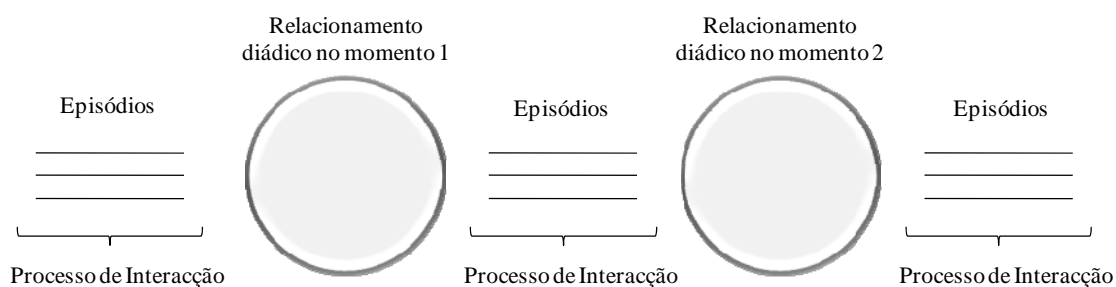 Relacionamento
diádico no momento 1
Relacionamento
diádico no momento 2
Episódios
Episódios
Episódios
Processo de Interacção
Processo de Interacção
Processo de Interacção